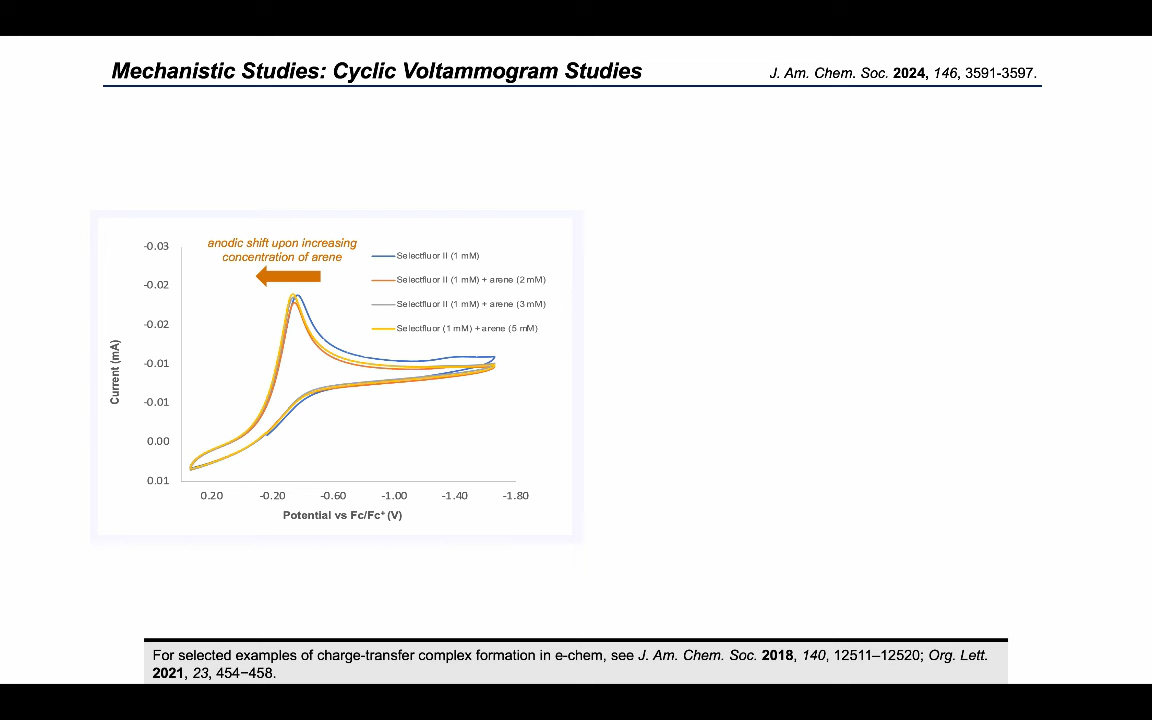 Mechanistic Studies: Cyclic Voltammogram Studies
J. Am. Chem. Soc. 2024, 146, 3591-3597.
anodic shift upon increasing
concentration of arene
Selectfluor II (1 mM)
Selectfluor II (1 mM) + arene (2 mM)
Selectfluor II (1 mM) + arene (3 mM)
Selectfluor (1 mM) + arene (5 mM)
-0.03
-0.02
-0.02
-0.01
-0.01
0.00
0.01
Current (mA)
0.20 -0.20 -0.60 -1.00 -1.40 -1.80
Potential vs Fc/Fc⁺ (V)
For selected examples of charge-transfer complex formation in e-chem, see J. Am. Chem. Soc. 2018, 140, 12511–12520; Org. Lett.
2021, 23, 454−458.